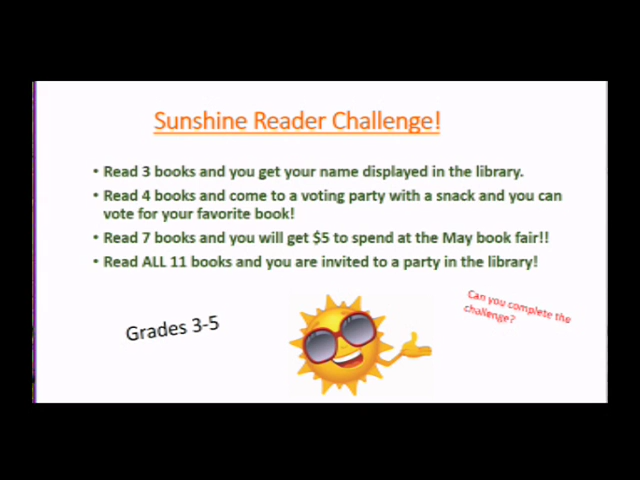 Sunshine Reader Challenge!
• Read 3 books and you get your name displayed in the library.
• Read 4 books and come to a voting party with a snack and you can
vote for your favorite book!
• Read 7 books and you will get $5 to spend at the May book fair!!
• Read ALL 11 books and you are invited to a party in the library!
Grades 3-5
Can you complete the
challenge?